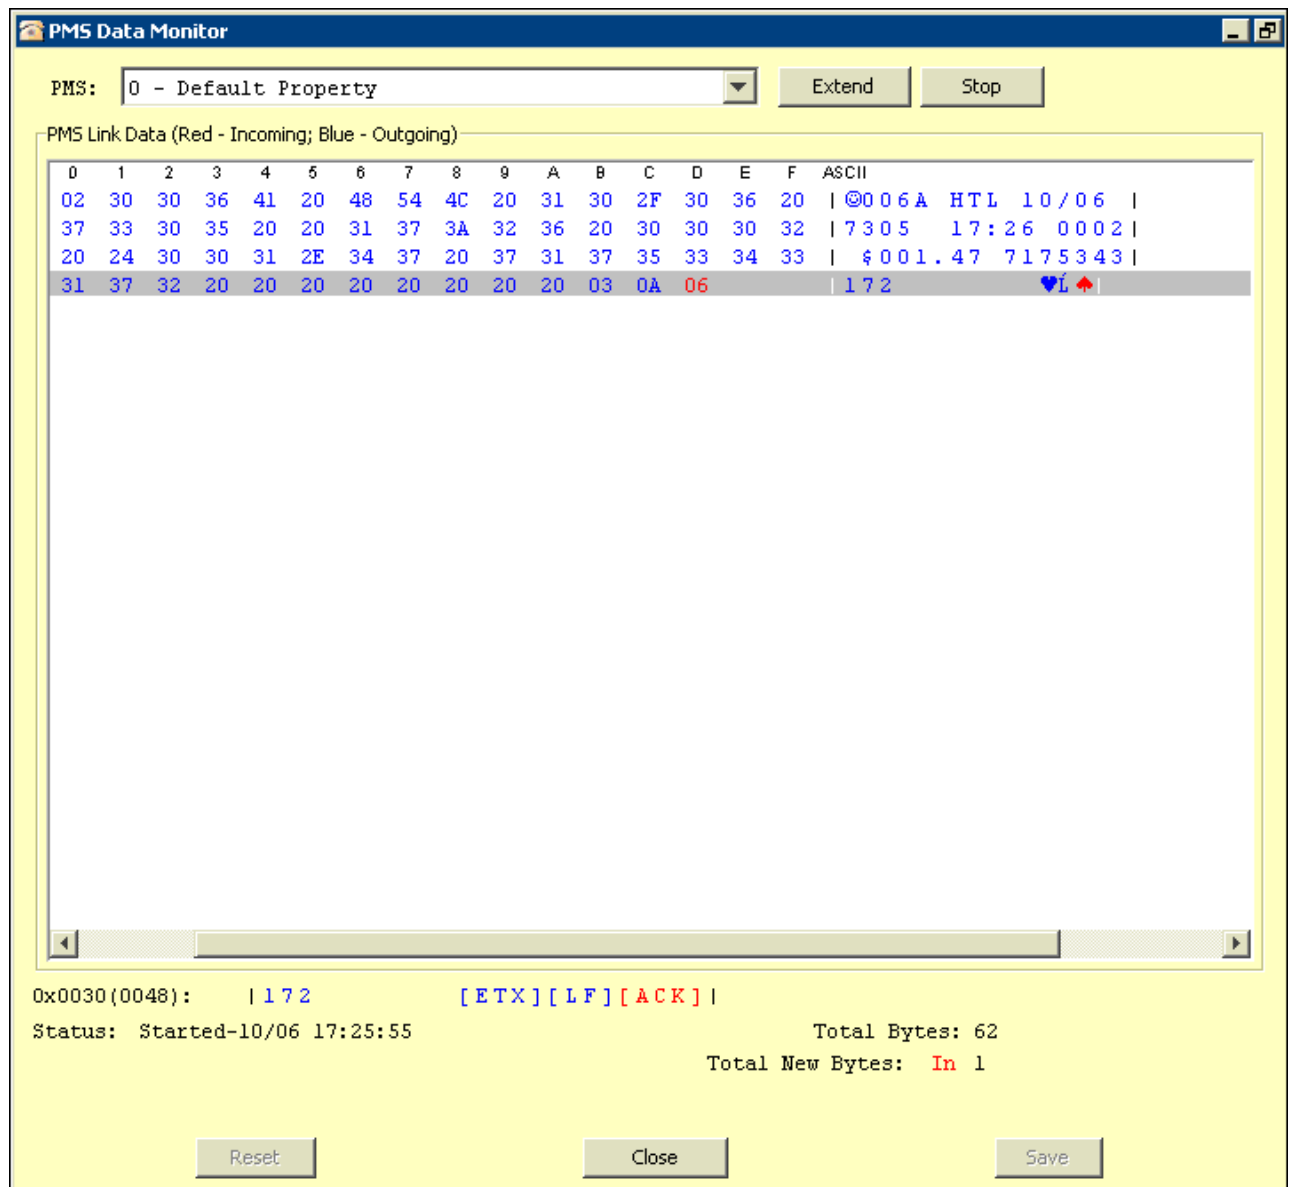 PMS Data Monitor
PMS: 0 - Default Property Extend Stop
PMS Link Data (Red - Incoming; Blue - Outgoing)
0 1 2 3 4 5 6 7 8 9 A B C D E F ASCII
02 30 30 36 41 20 48 54 4C 20 31 30 2F 30 36 20 |☺006A HTL 10/06 |
37 33 30 35 20 20 31 37 3A 32 36 20 30 30 30 32 |7305  17:26 0002|
20 24 30 30 31 2E 34 37 20 37 31 37 35 33 34 33 | $001.47 7175343|
31 37 32 20 20 20 20 20 20 20 20 03 0A 06 |172        ♥Ĺ♠|
0x0030(0048): |172        [ETX][LF][ACK]|
Status: Started-10/06 17:25:55 Total Bytes: 62
Total New Bytes: In 1
Reset Close Save